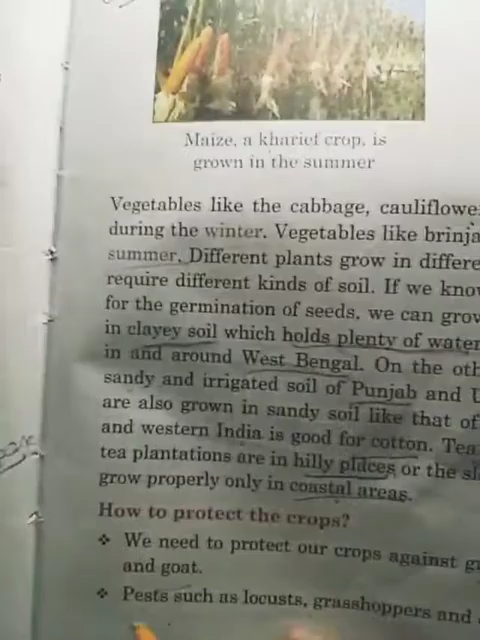 Maize, a kharief crop, is
grown in the summer
Vegetables like the cabbage, cauliflowe
during the winter. Vegetables like brinja
summer. Different plants grow in differe
require different kinds of soil. If we know
for the germination of seeds, we can grow
in clayey soil which holds plenty of water
in and around West Bengal. On the oth
sandy and irrigated soil of Punjab and U
are also grown in sandy soil like that of
and western India is good for cotton. Tea
tea plantations are in hilly places or the sl
grow properly only in coastal areas.
How to protect the crops?
❖ We need to protect our crops against g
and goat.
❖ Pests such as locusts, grasshoppers and